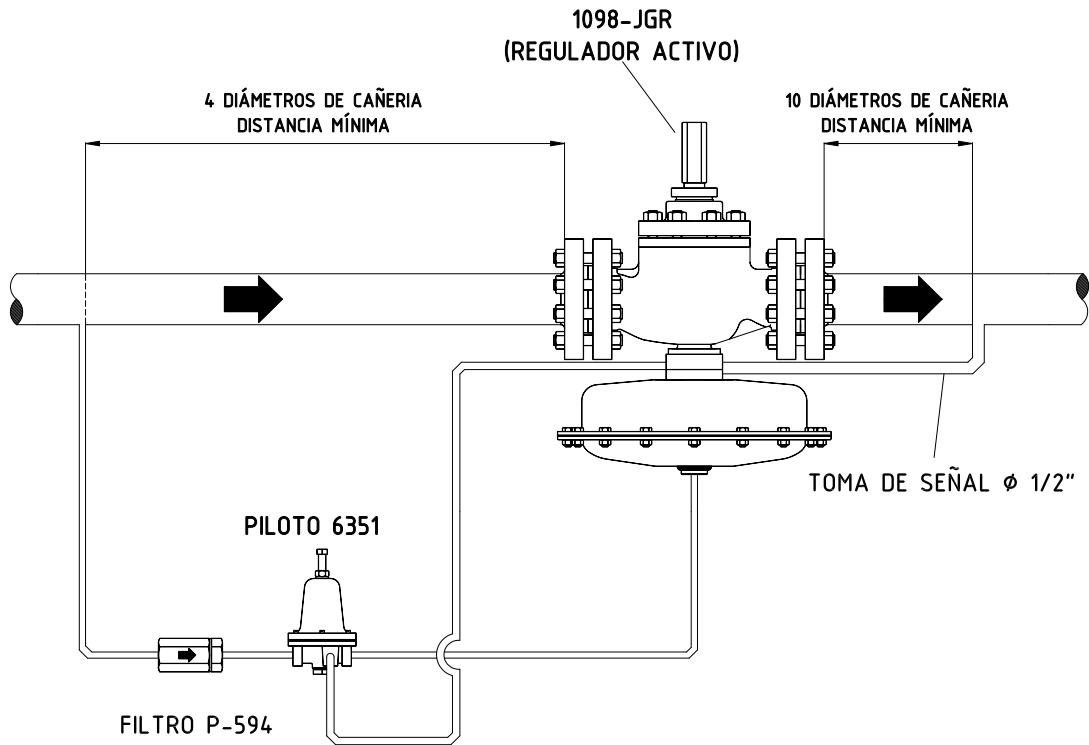 1098-JGR
(REGULADOR ACTIVO)
4 DIÁMETROS DE CAÑERIA
DISTANCIA MÍNIMA
10 DIÁMETROS DE CAÑERIA
DISTANCIA MÍNIMA
TOMA DE SEÑAL ϕ 1/2"
PILOTO 6351
FILTRO P-594